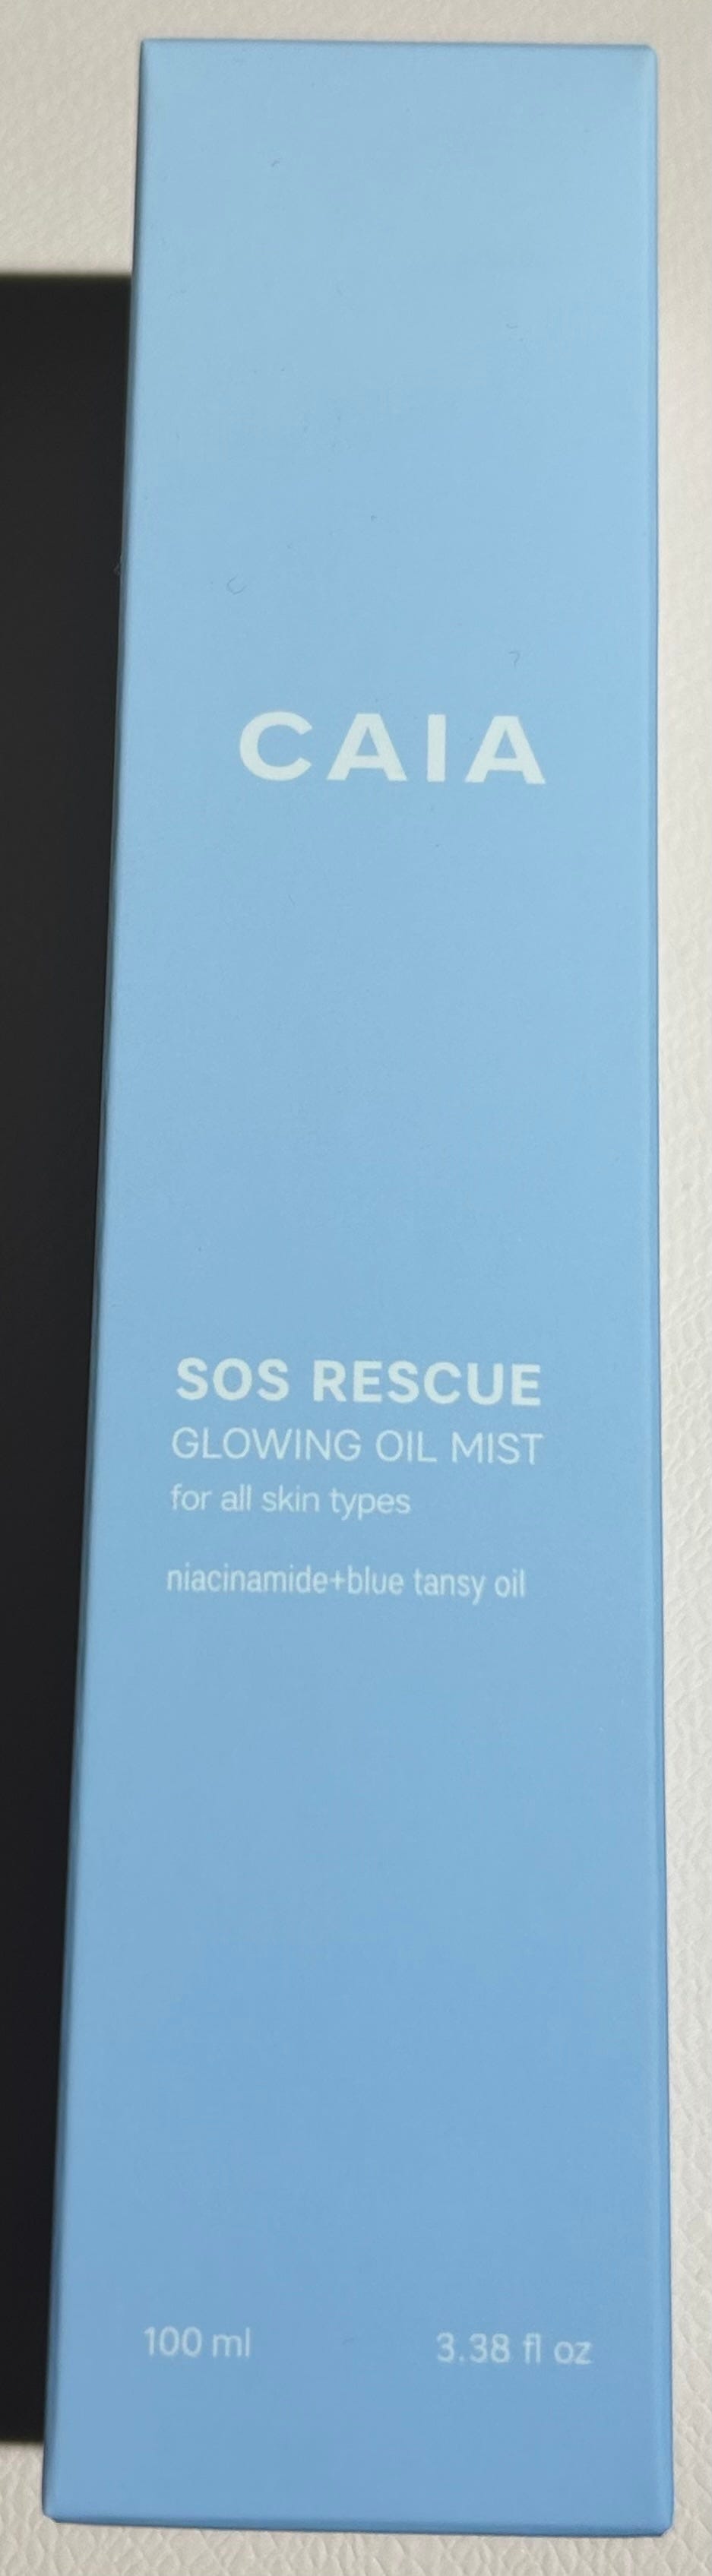 CAIA
SOS RESCUE
GLOWING OIL MIST
for all skin types
niacinamide+blue tansy oil
100 ml 3.38 fl oz